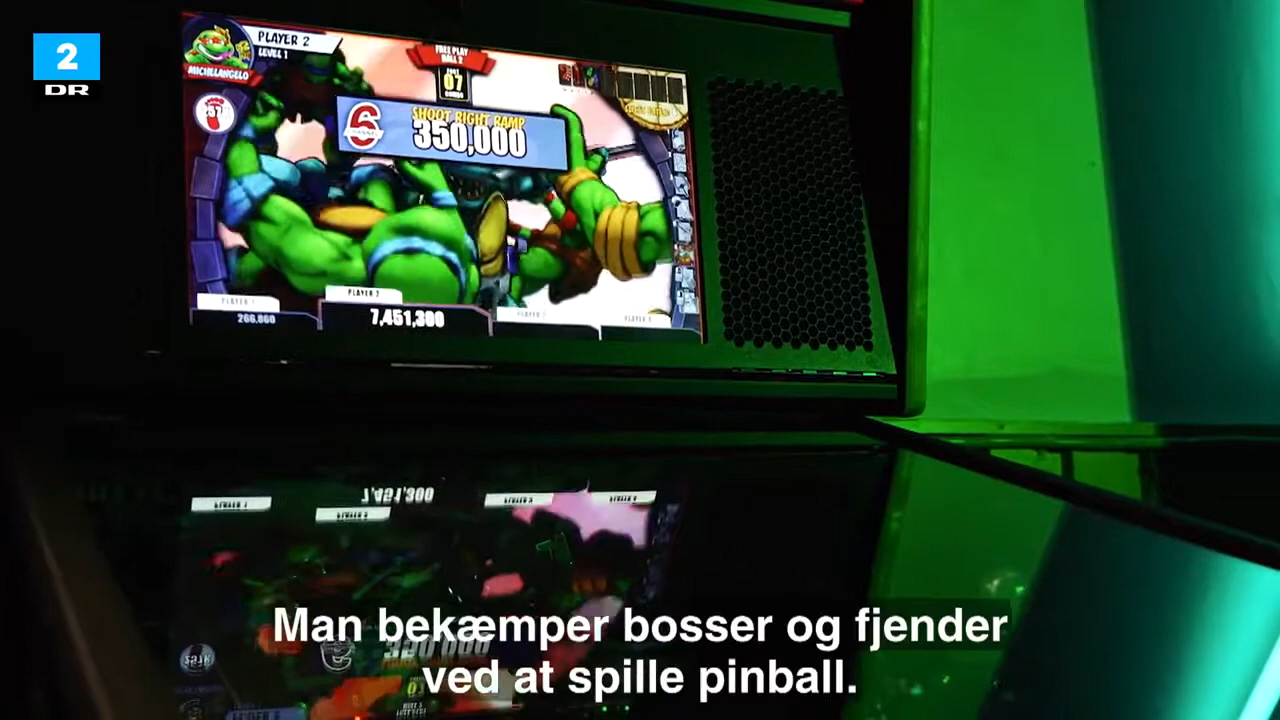 2
DR
PLAYER 2
LEVEL 1
MICHELANGELO
FREE PLAY
BALL 2
07
6
SHOOT RIGHT RAMP
350,000
PLAYER 1
266,860
PLAYER 2
7,451,300
Man bekæmper bosser og fjender
ved at spille pinball.